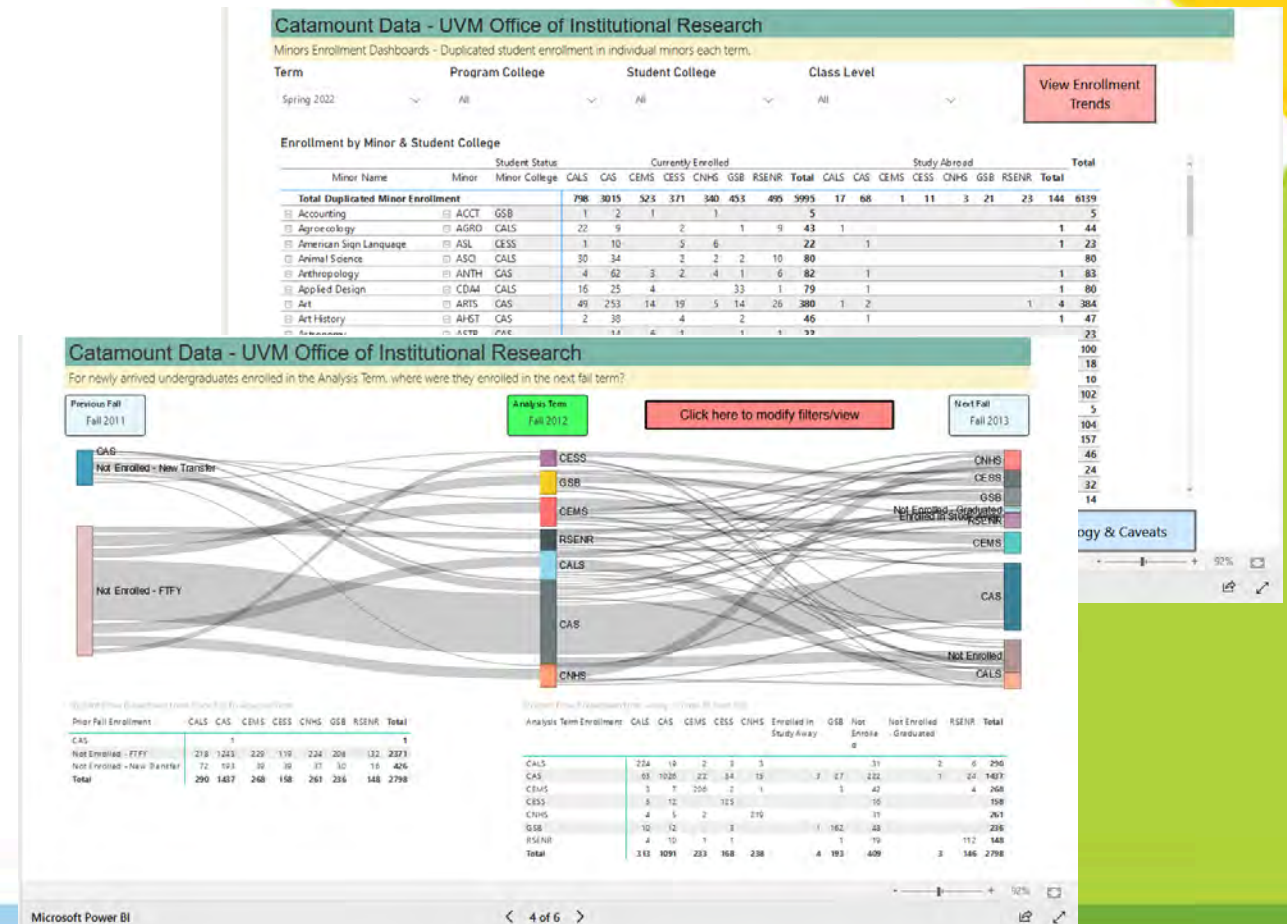 Catamount Data - UVM Office of Institutional Research
Minors Enrollment Dashboards - Duplicated student enrollment in individual minors each term.
Term Program College Student College Class Level
View Enrollment
Trends
Spring 2022 All All All
Enrollment by Minor & Student College
Student Status Currently Enrolled Study Abroad Total
Minor Name Minor Minor College CALS CAS CEMS CESS CNHS GSB RSENR Total CALS CAS CEMS CESS CNHS GSB RSENR Total
Total Duplicated Minor Enrollment 798 3015 523 371 340 453 495 5995 17 68 1 11 3 21 23 144 6139
Accounting ACCT GSB 1 2 1 1 5 5
Agroecology AGRO CALS 22 9 2 1 9 43 1 1 44
American Sign Language ASL CESS 1 10 5 6 22 1 1 23
Animal Science ASCI CALS 30 34 2 2 2 10 80 80
Anthropology ANTH CAS 4 62 3 2 4 1 6 82 1 1 83
Applied Design CDA4 CALS 16 25 4 33 1 79 1 1 80
Art ARTS CAS 49 253 14 19 5 14 26 380 1 2 1 4 384
Art History AHST CAS 2 38 4 2 46 1 1 47
23
100
18
10
102
5
104
157
46
24
32
14
ogy & Caveats
92%
Catamount Data - UVM Office of Institutional Research
For newly arrived undergraduates enrolled in the Analysis Term, where were they enrolled in the next fall term?
Previous Fall
Fall 2011
Analysis Term
Fall 2012
Click here to modify filters/view
Next Fall
Fall 2013
CAS
Not Enrolled - New Transfer
Not Enrolled - FTFY
CESS
GSB
CEMS
RSENR
CALS
CAS
CNHS
CNHS
CESS
GSB
Not Enrolled - Graduated
RSENR
CEMS
CAS
Not Enrolled
CALS
Prior Fall Enrollment CALS CAS CEMS CESS CNHS GSB RSENR Total
CAS 1 1
Not Enrolled - FTFY 218 1243 229 119 224 206 132 2371
Not Enrolled - New Transfer 72 193 39 39 37 30 16 426
Total 290 1437 268 158 261 236 148 2798
Analysis Term Enrollment CALS CAS CEMS CESS CNHS Enrolled in GSB Not Not Enrolled RSENR Total
Study Away Enrolle - Graduated
d
CALS 224 19 2 3 3 31 2 6 290
CAS 63 1026 22 34 15 3 27 222 1 24 1437
CEMS 3 7 206 2 1 3 42 4 268
CESS 5 12 125 16 158
CNHS 4 5 2 219 31 261
GSB 10 12 3 1 162 48 236
RSENR 4 10 1 1 1 19 112 148
Total 313 1091 233 168 238 4 193 409 3 146 2798
92%
Microsoft Power BI
4 of 6